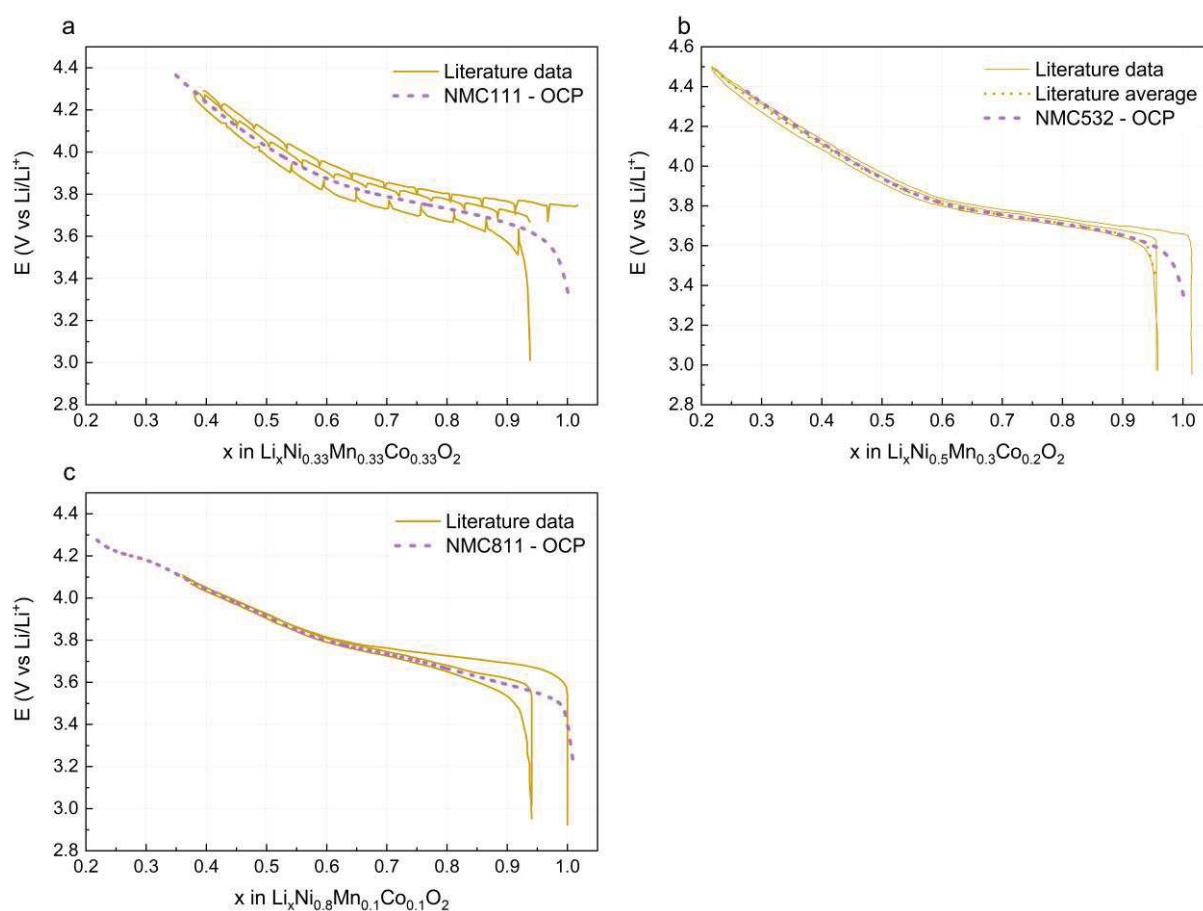 a
4.4
4.2
4.0
3.8
3.6
3.4
3.2
3.0
2.8
E (V vs Li/Li⁺)
Literature data
NMC111 - OCP
0.2 0.3 0.4 0.5 0.6 0.7 0.8 0.9 1.0
x in LiₓNi₀.₃₃Mn₀.₃₃Co₀.₃₃O₂
b
4.6
4.4
4.2
4.0
3.8
3.6
3.4
3.2
3.0
2.8
E (V vs Li/Li⁺)
Literature data
Literature average
NMC532 - OCP
0.2 0.3 0.4 0.5 0.6 0.7 0.8 0.9 1.0
x in LiₓNi₀.₅Mn₀.₃Co₀.₂O₂
c
4.4
4.2
4.0
3.8
3.6
3.4
3.2
3.0
2.8
E (V vs Li/Li⁺)
Literature data
NMC811 - OCP
0.2 0.3 0.4 0.5 0.6 0.7 0.8 0.9 1.0
x in LiₓNi₀.₈Mn₀.₁Co₀.₁O₂